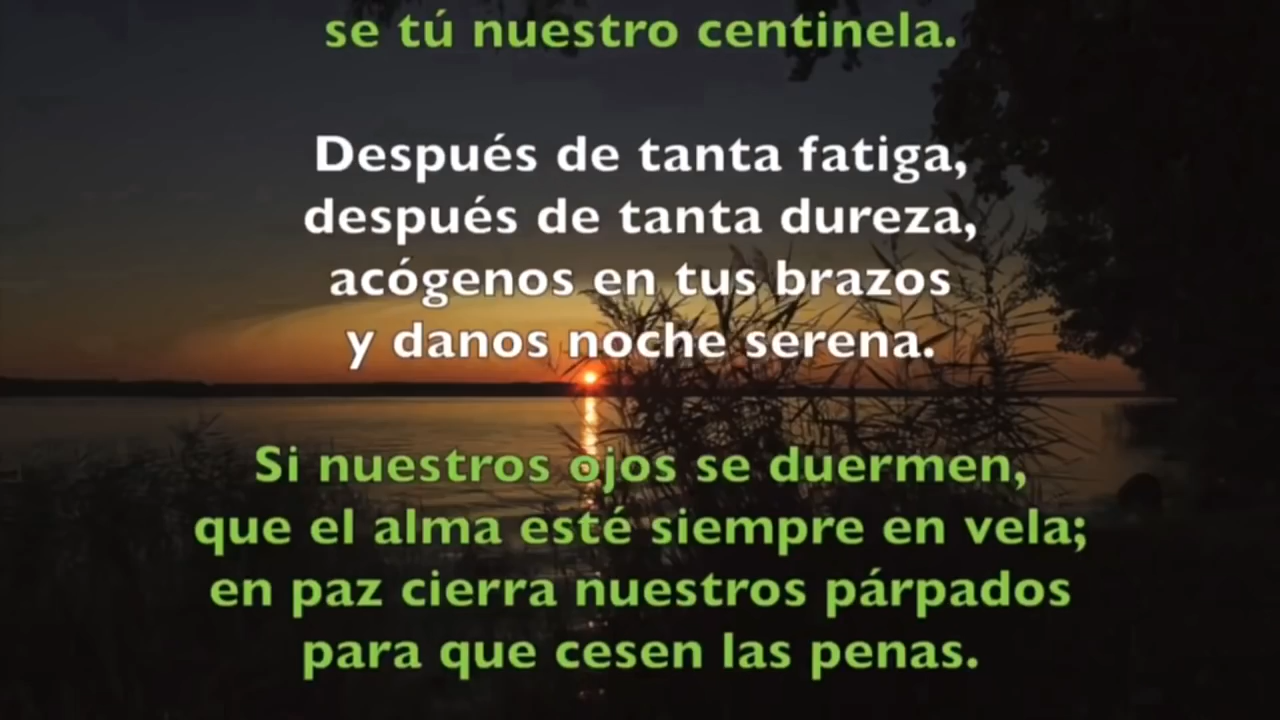 se tú nuestro centinela.
Después de tanta fatiga,
después de tanta dureza,
acógenos en tus brazos
y danos noche serena.
Si nuestros ojos se duermen,
que el alma esté siempre en vela;
en paz cierra nuestros párpados
para que cesen las penas.